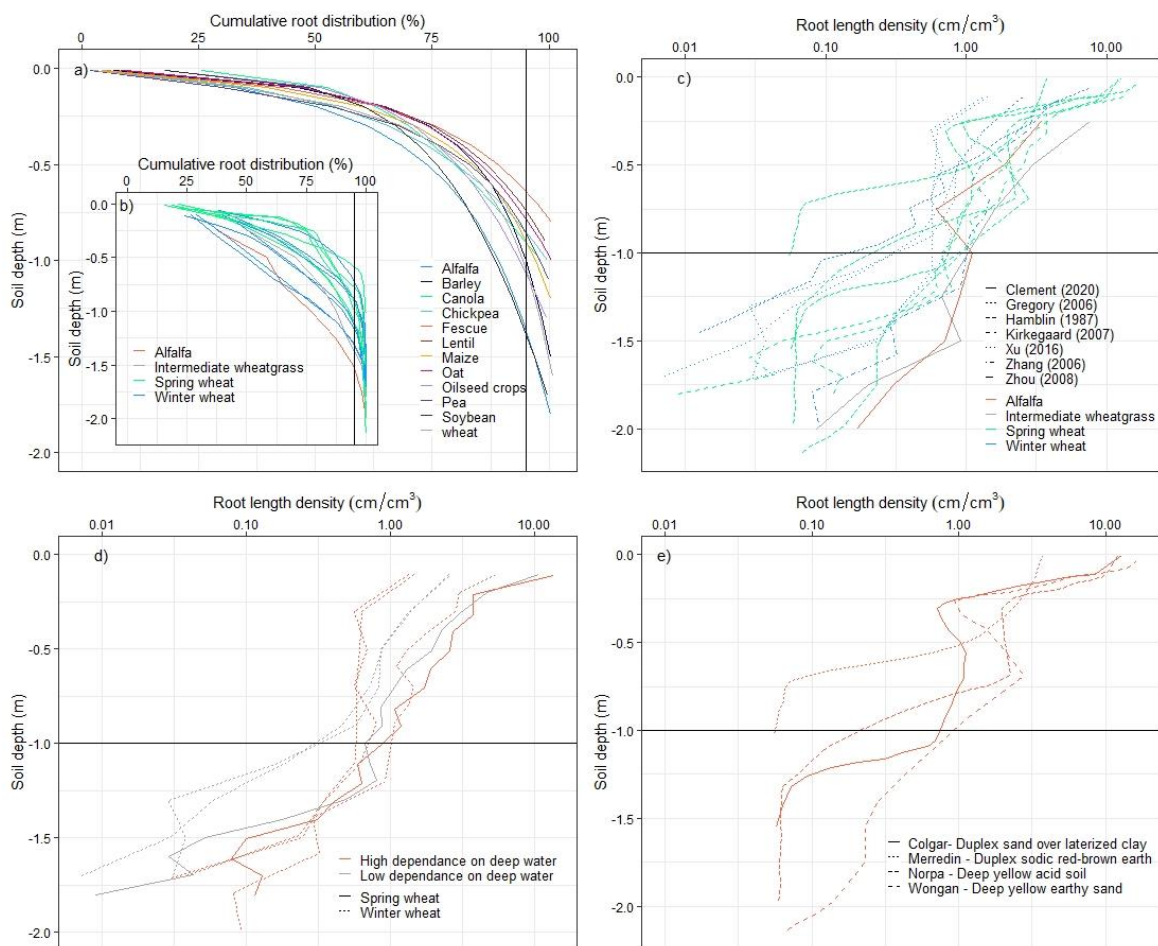 Cumulative root distribution (%)
0 25 50 75 100
a)
Soil depth (m)
0.0
-0.5
-1.0
-1.5
-2.0
Alfalfa
Barley
Canola
Chickpea
Fescue
Lentil
Maize
Oat
Oilseed crops
Pea
Soybean
wheat
Cumulative root distribution (%)
0 25 50 75 100
b)
Soil depth (m)
0.0
-0.5
-1.0
-1.5
-2.0
Alfalfa
Intermediate wheatgrass
Spring wheat
Winter wheat
Root length density (cm/cm³)
0.01 0.10 1.00 10.00
c)
Soil depth (m)
0.0
-0.5
-1.0
-1.5
-2.0
Clement (2020)
Gregory (2006)
Hamblin (1987)
Kirkegaard (2007)
Xu (2016)
Zhang (2006)
Zhou (2008)
Alfalfa
Intermediate wheatgrass
Spring wheat
Winter wheat
Root length density (cm/cm³)
0.01 0.10 1.00 10.00
d)
Soil depth (m)
0.0
-0.5
-1.0
-1.5
-2.0
High dependance on deep water
Low dependance on deep water
Spring wheat
Winter wheat
Root length density (cm/cm³)
0.01 0.10 1.00 10.00
e)
Soil depth (m)
0.0
-0.5
-1.0
-1.5
-2.0
Colgar- Duplex sand over laterized clay
Merredin - Duplex sodic red-brown earth
Norpa - Deep yellow acid soil
Wongan - Deep yellow earthy sand